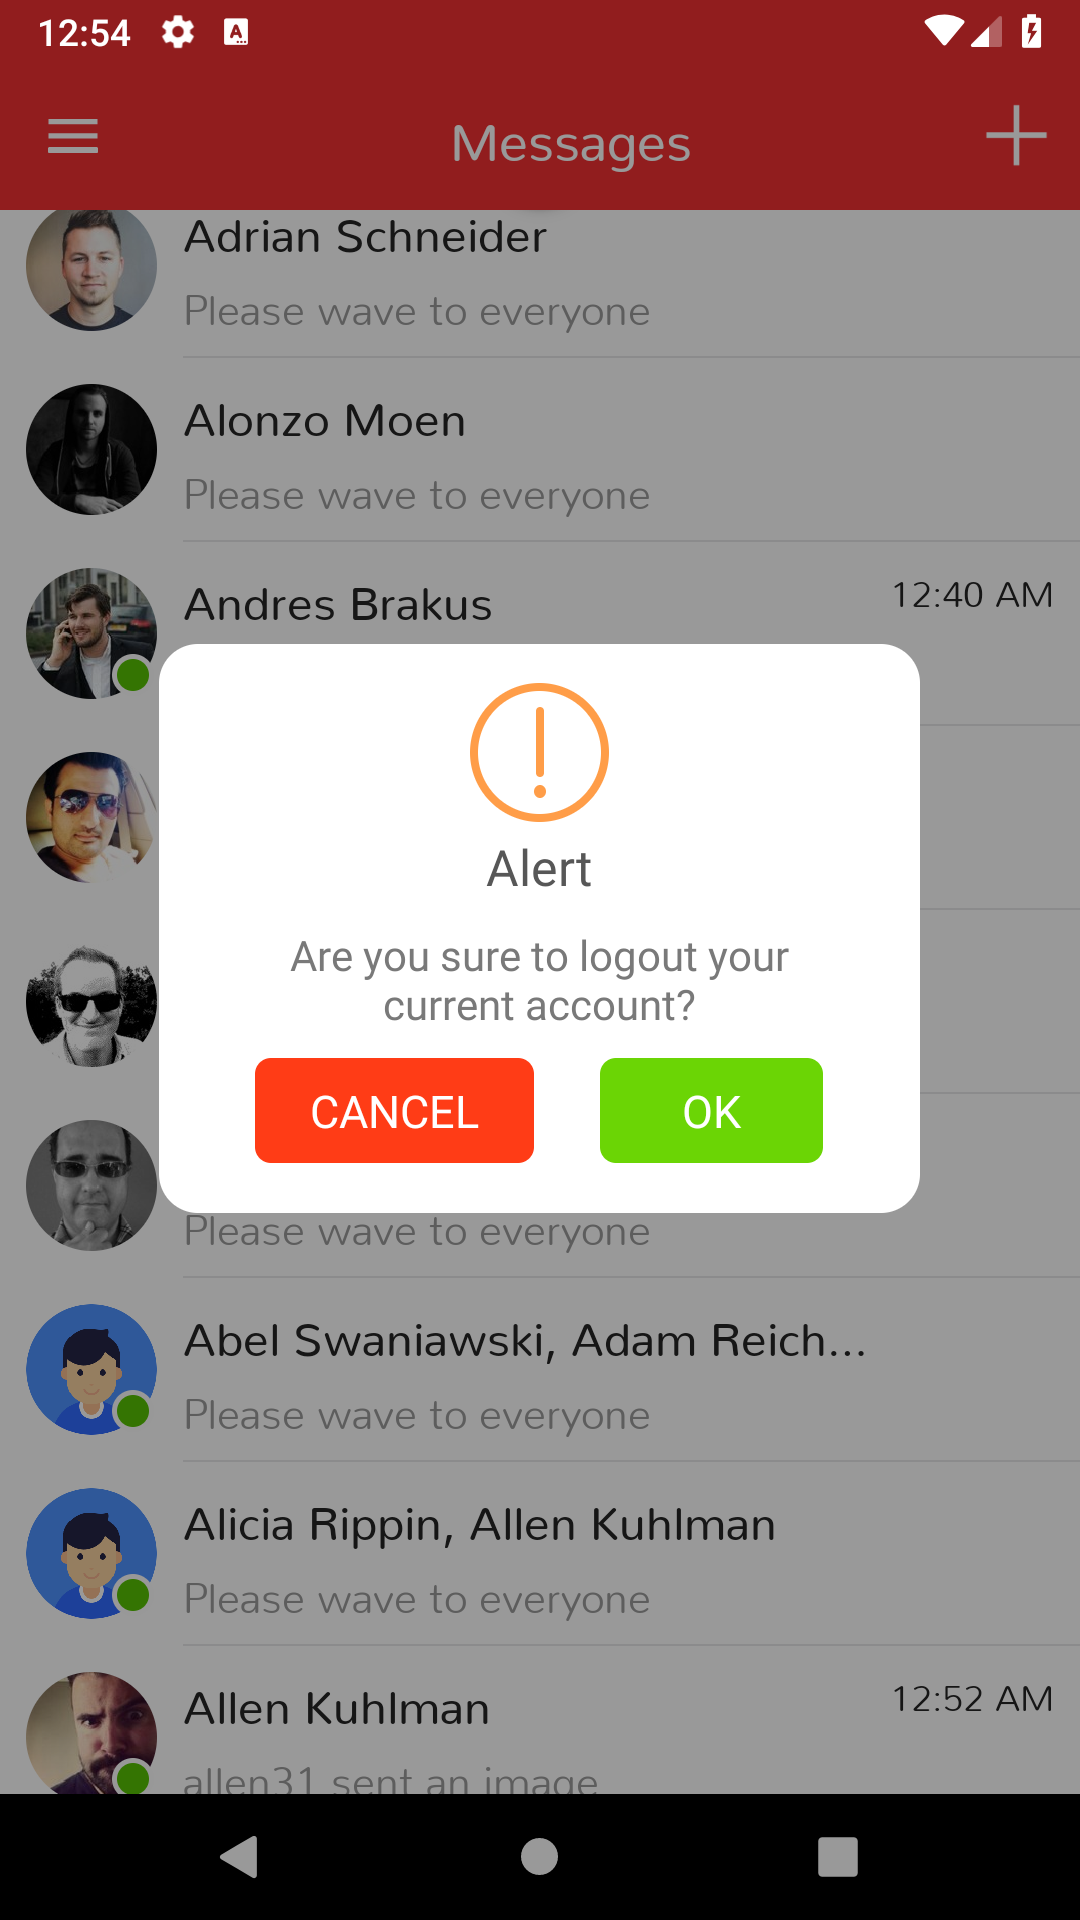 12:54
Messages
Adrian Schneider
Please wave to everyone
Alonzo Moen
Please wave to everyone
Andres Brakus
12:40 AM
Alert
Are you sure to logout your
current account?
CANCEL
OK
Please wave to everyone
Abel Swaniawski, Adam Reich...
Please wave to everyone
Alicia Rippin, Allen Kuhlman
Please wave to everyone
Allen Kuhlman
12:52 AM
allen31 sent an image